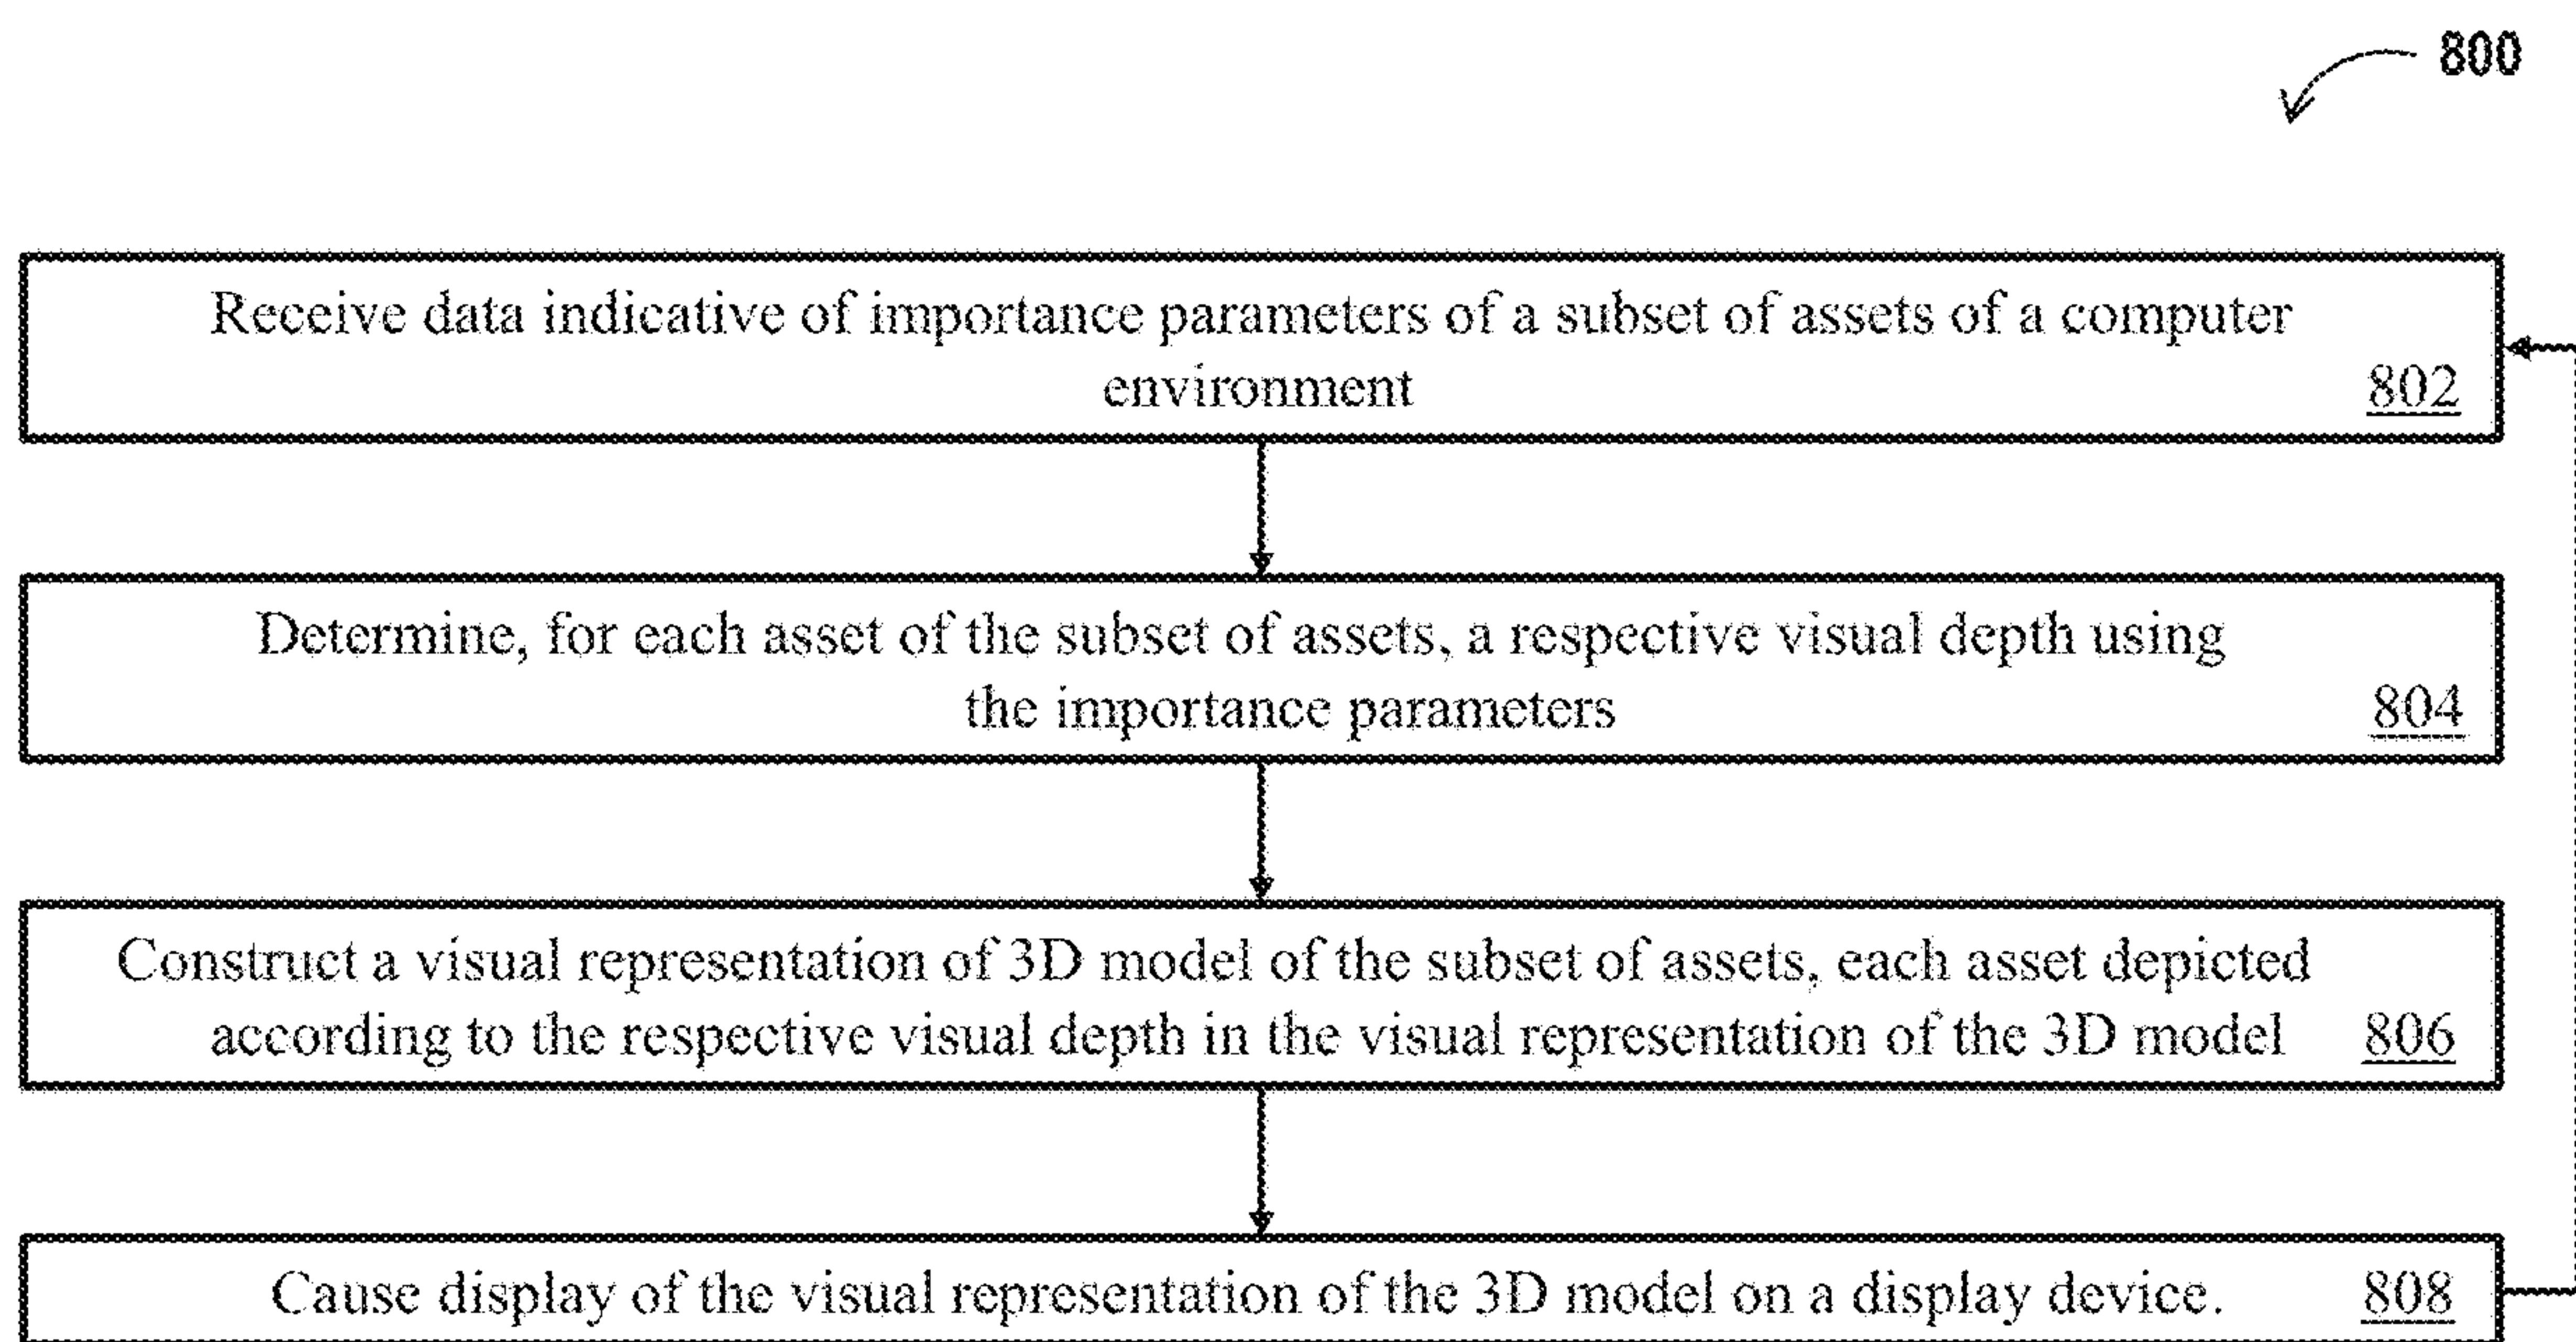 800
Receive data indicative of importance parameters of a subset of assets of a computer
environment
802
Determine, for each asset of the subset of assets, a respective visual depth using
the importance parameters
804
Construct a visual representation of 3D model of the subset of assets, each asset depicted
according to the respective visual depth in the visual representation of the 3D model 806
Cause display of the visual representation of the 3D model on a display device. 808